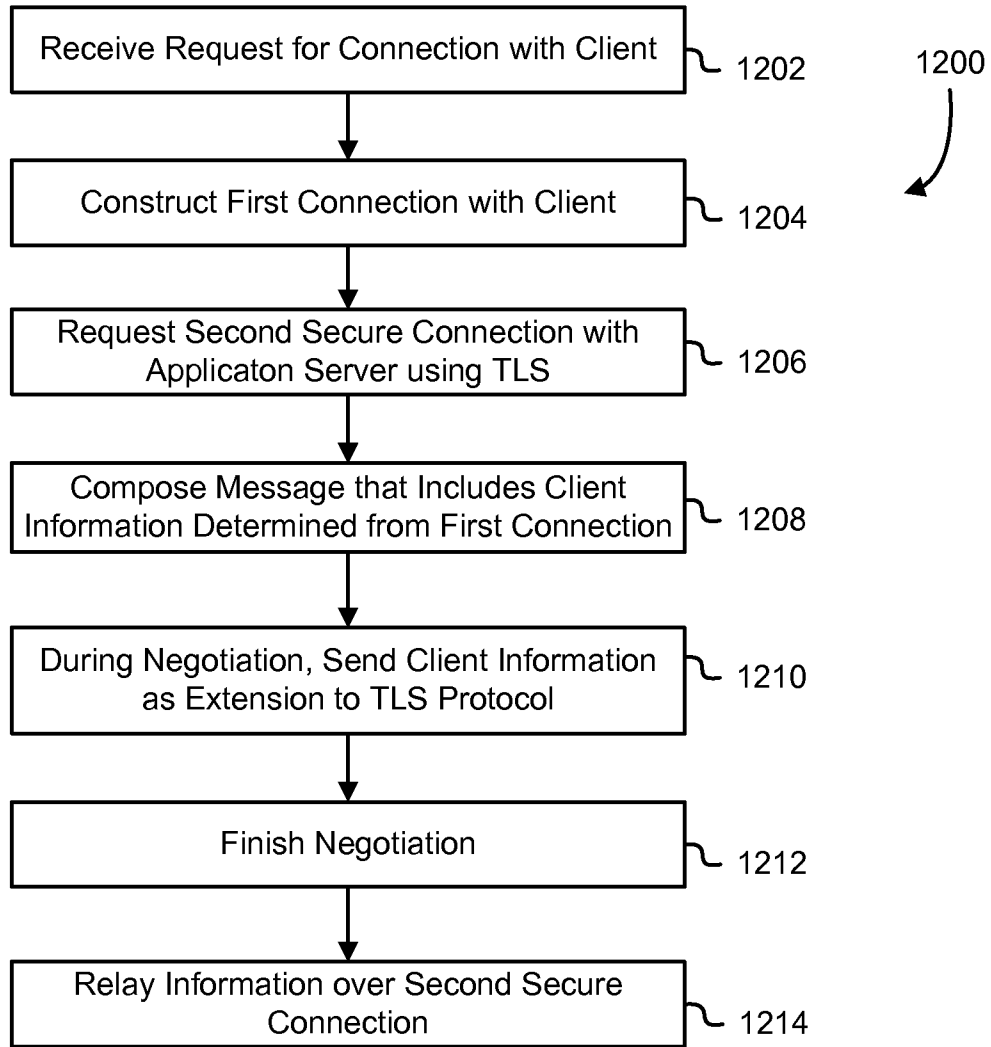 Receive Request for Connection with Client
1202
1200
Construct First Connection with Client
1204
Request Second Secure Connection with
Applicaton Server using TLS
1206
Compose Message that Includes Client
Information Determined from First Connection
1208
During Negotiation, Send Client Information
as Extension to TLS Protocol
1210
Finish Negotiation
1212
Relay Information over Second Secure
Connection
1214